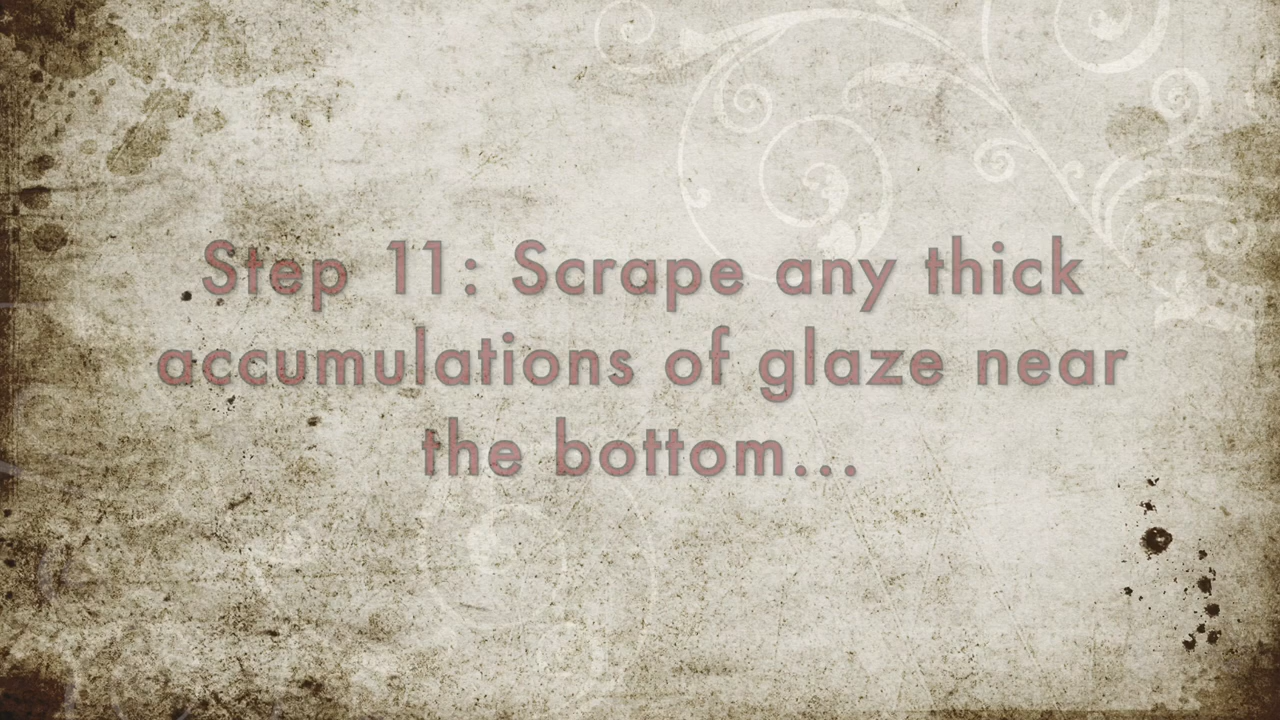 Step 11: Scrape any thick
accumulations of glaze near
the bottom...